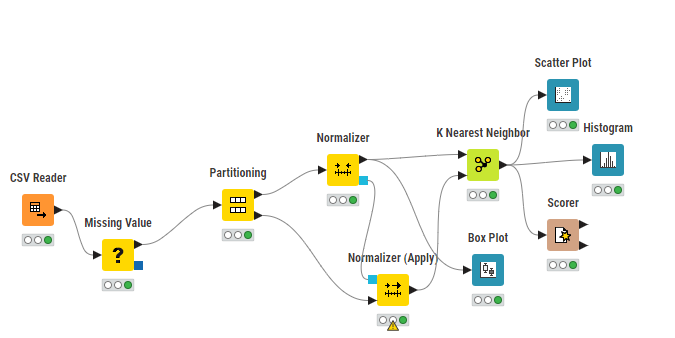 Scatter Plot
Histogram
K Nearest Neighbor
Normalizer
Partitioning
CSV Reader
Scorer
Missing Value
Box Plot
Normalizer (Apply)
?